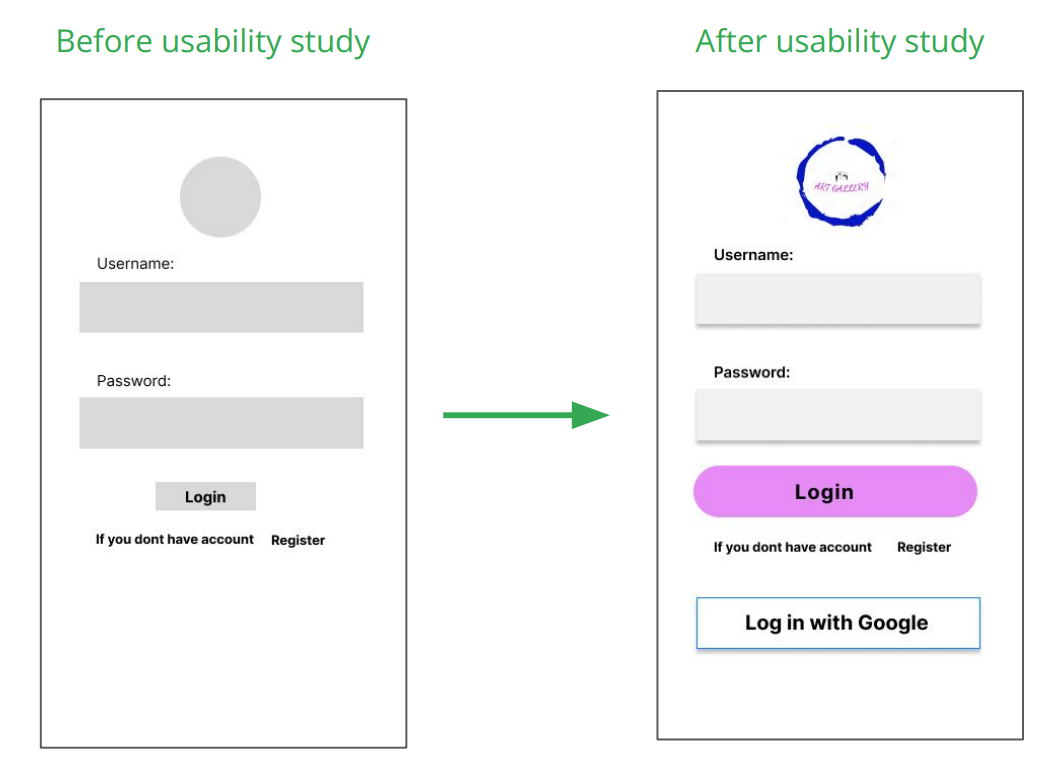 Before usability study
After usability study
Username:
Password:
Login
If you dont have account Register
ART GALLERY
Username:
Password:
Login
If you dont have account Register
Log in with Google